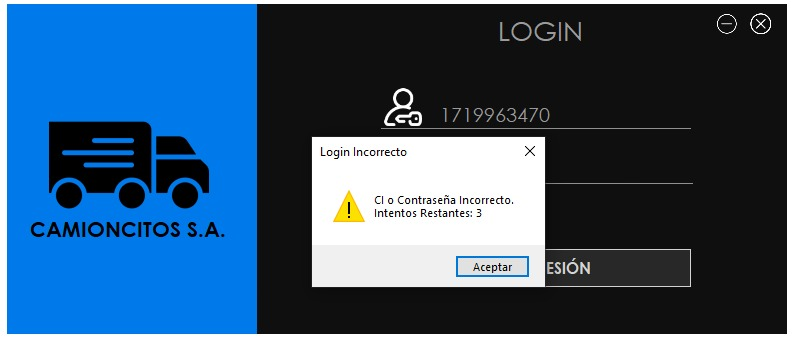 LOGIN
1719963470
Login Incorrecto
CI o Contraseña Incorrecto.
Intentos Restantes: 3
CAMIONCITOS S.A.
Aceptar
ESIÓN